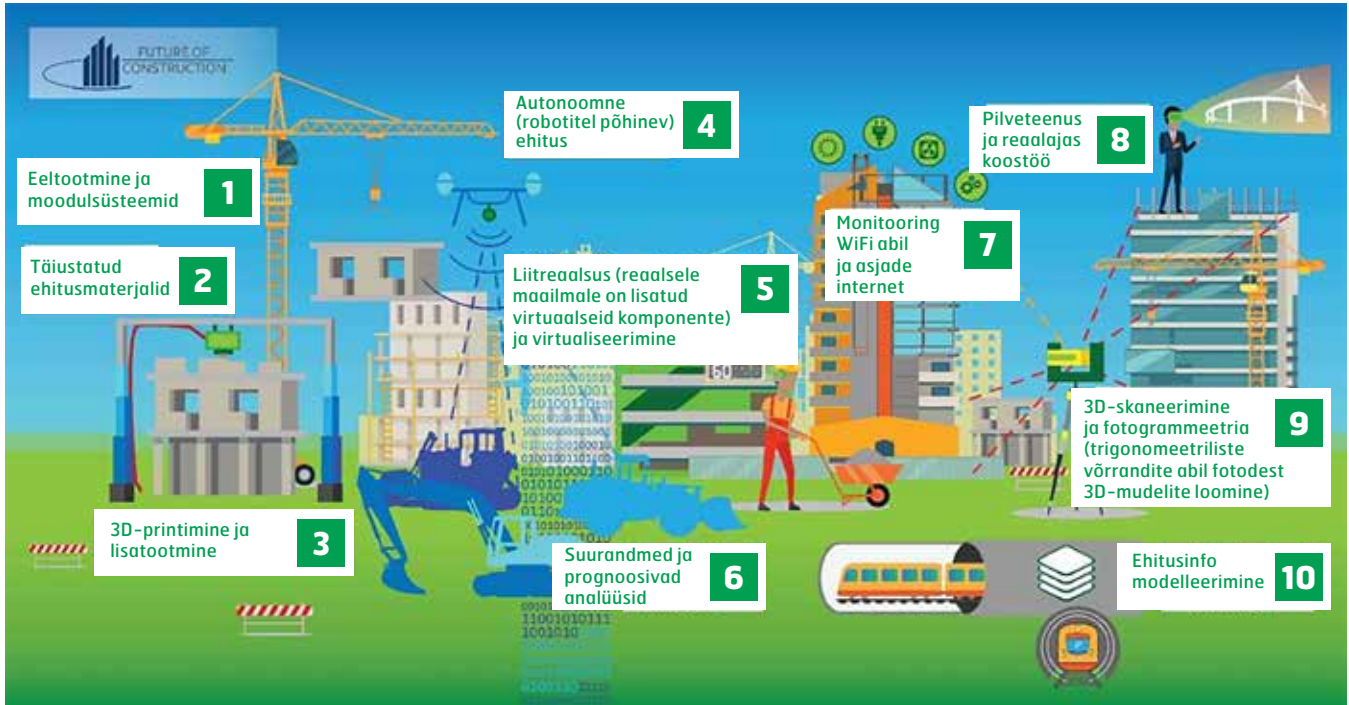 FUTURE OF
CONSTRUCTION
Eeltootmine ja
moodulsüsteemid
1
Täiustatud
ehitusmaterjalid
2
3D-printimine ja
lisatootmine
3
Autonoomne
(robotitel põhinev)
ehitus
4
Liitreaalsus (reaalsele
maailmale on lisatud
virtuaalseid komponente)
ja virtualiseerimine
5
Suurandmed ja
prognoosivad
analüüsid
6
Monitooring
WiFi abil
ja asjade
internet
7
Pilveteenus
ja reaalajas
koostöö
8
3D-skaneerimine
ja fotogrammeetria
(trigonomeetriliste
võrrandite abil fotodest
3D-mudelite loomine)
9
Ehitusinfo
modelleerimine
10
60
11001010111
1001010